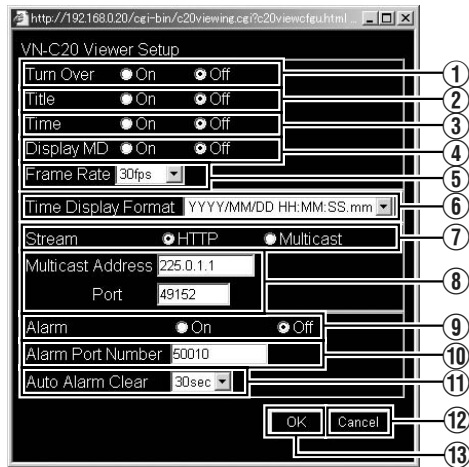 http://192.168.0.20/cgi-bin/c20viewing.cgi?c20viewcfgu.html ...
VN-C20 Viewer Setup
Turn Over On Off ①
Title On Off ②
Time On Off ③
Display MD On Off ④
Frame Rate 30fps ⑤
Time Display Format YYYY/MM/DD HH:MM:SS.mm ⑥
Stream HTTP Multicast ⑦
Multicast Address 225.0.1.1
Port 49152 ⑧
Alarm On Off ⑨
Alarm Port Number 50010 ⑩
Auto Alarm Clear 30sec ⑪
OK Cancel ⑫
⑬